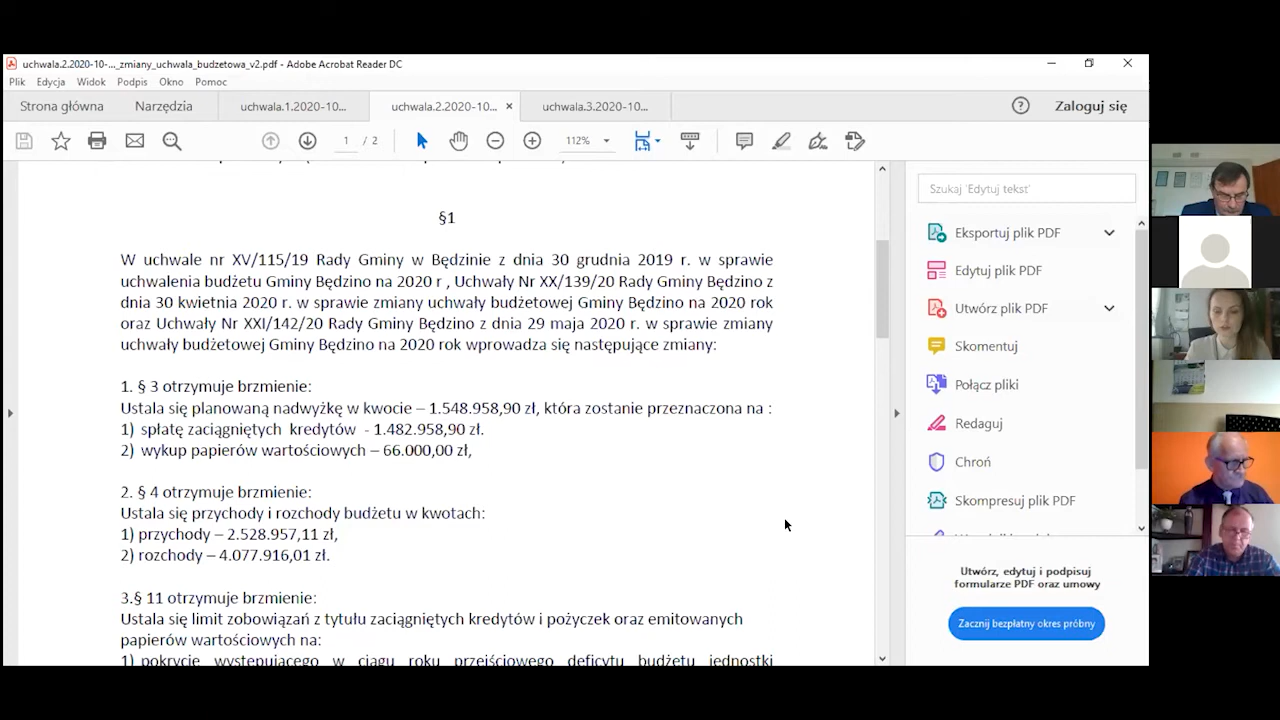 uchwala.2.2020-10-..._zmiany_uchwala_budzetowa_v2.pdf - Adobe Acrobat Reader DC
Plik Edycja Widok Podpis Okno Pomoc
Strona główna Narzędzia uchwala.1.2020-10... uchwala.2.2020-10... × uchwala.3.2020-10... Zaloguj się
1 / 2 112%
§1
W uchwale nr XV/115/19 Rady Gminy w Będzinie z dnia 30 grudnia 2019 r. w sprawie
uchwalenia budżetu Gminy Będzino na 2020 r , Uchwały Nr XX/139/20 Rady Gminy Będzino z
dnia 30 kwietnia 2020 r. w sprawie zmiany uchwały budżetowej Gminy Będzino na 2020 rok
oraz Uchwały Nr XXI/142/20 Rady Gminy Będzino z dnia 29 maja 2020 r. w sprawie zmiany
uchwały budżetowej Gminy Będzino na 2020 rok wprowadza się następujące zmiany:
1. § 3 otrzymuje brzmienie:
Ustala się planowaną nadwyżkę w kwocie – 1.548.958,90 zł, która zostanie przeznaczona na :
1) spłatę zaciągniętych kredytów - 1.482.958,90 zł.
2) wykup papierów wartościowych – 66.000,00 zł,
2. § 4 otrzymuje brzmienie:
Ustala się przychody i rozchody budżetu w kwotach:
1) przychody – 2.528.957,11 zł,
2) rozchody – 4.077.916,01 zł.
3.§ 11 otrzymuje brzmienie:
Ustala się limit zobowiązań z tytułu zaciągniętych kredytów i pożyczek oraz emitowanych
papierów wartościowych na:
1) pokrycie występującego w ciągu roku przejściowego deficytu budżetu jednostki
Szukaj 'Edytuj tekst'
Eksportuj plik PDF
Edytuj plik PDF
Utwórz plik PDF
Skomentuj
Połącz pliki
Redaguj
Chroń
Skompresuj plik PDF
Utwórz, edytuj i podpisuj
formularze PDF oraz umowy
Zacznij bezpłatny okres próbny